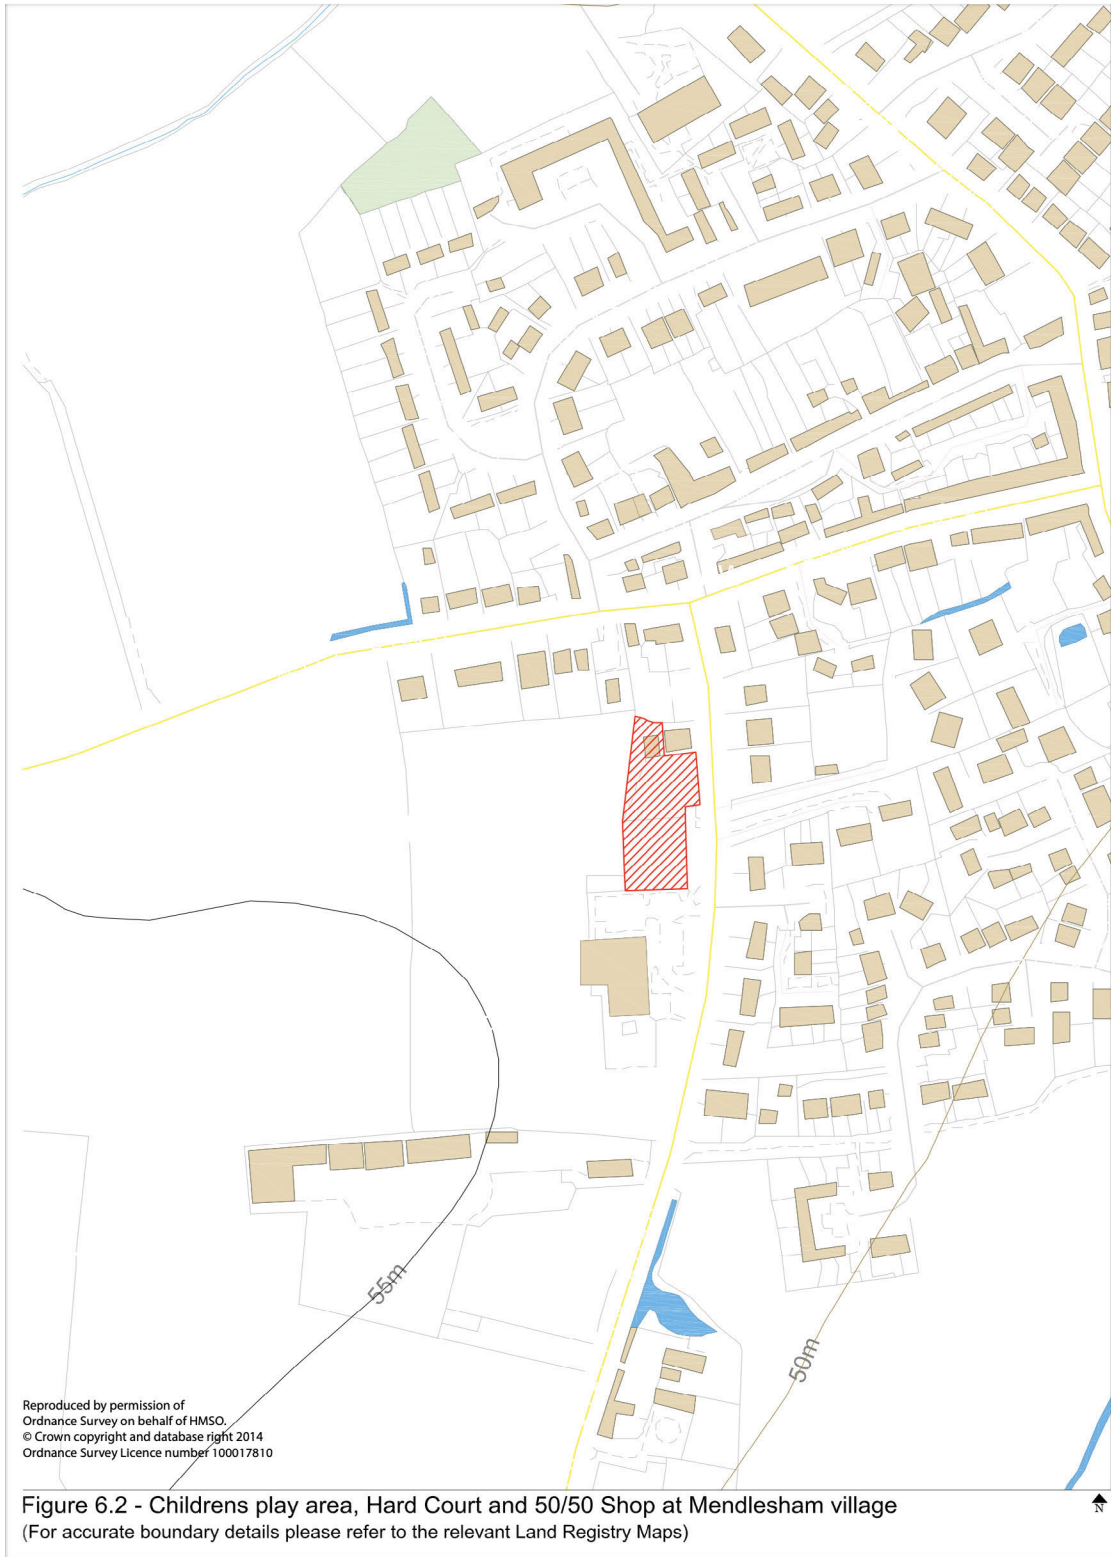 55m
50m
Reproduced by permission of
Ordnance Survey on behalf of HMSO.
© Crown copyright and database right 2014
Ordnance Survey Licence number 100017810
Figure 6.2 - Childrens play area, Hard Court and 50/50 Shop at Mendlesham village
(For accurate boundary details please refer to the relevant Land Registry Maps)
N